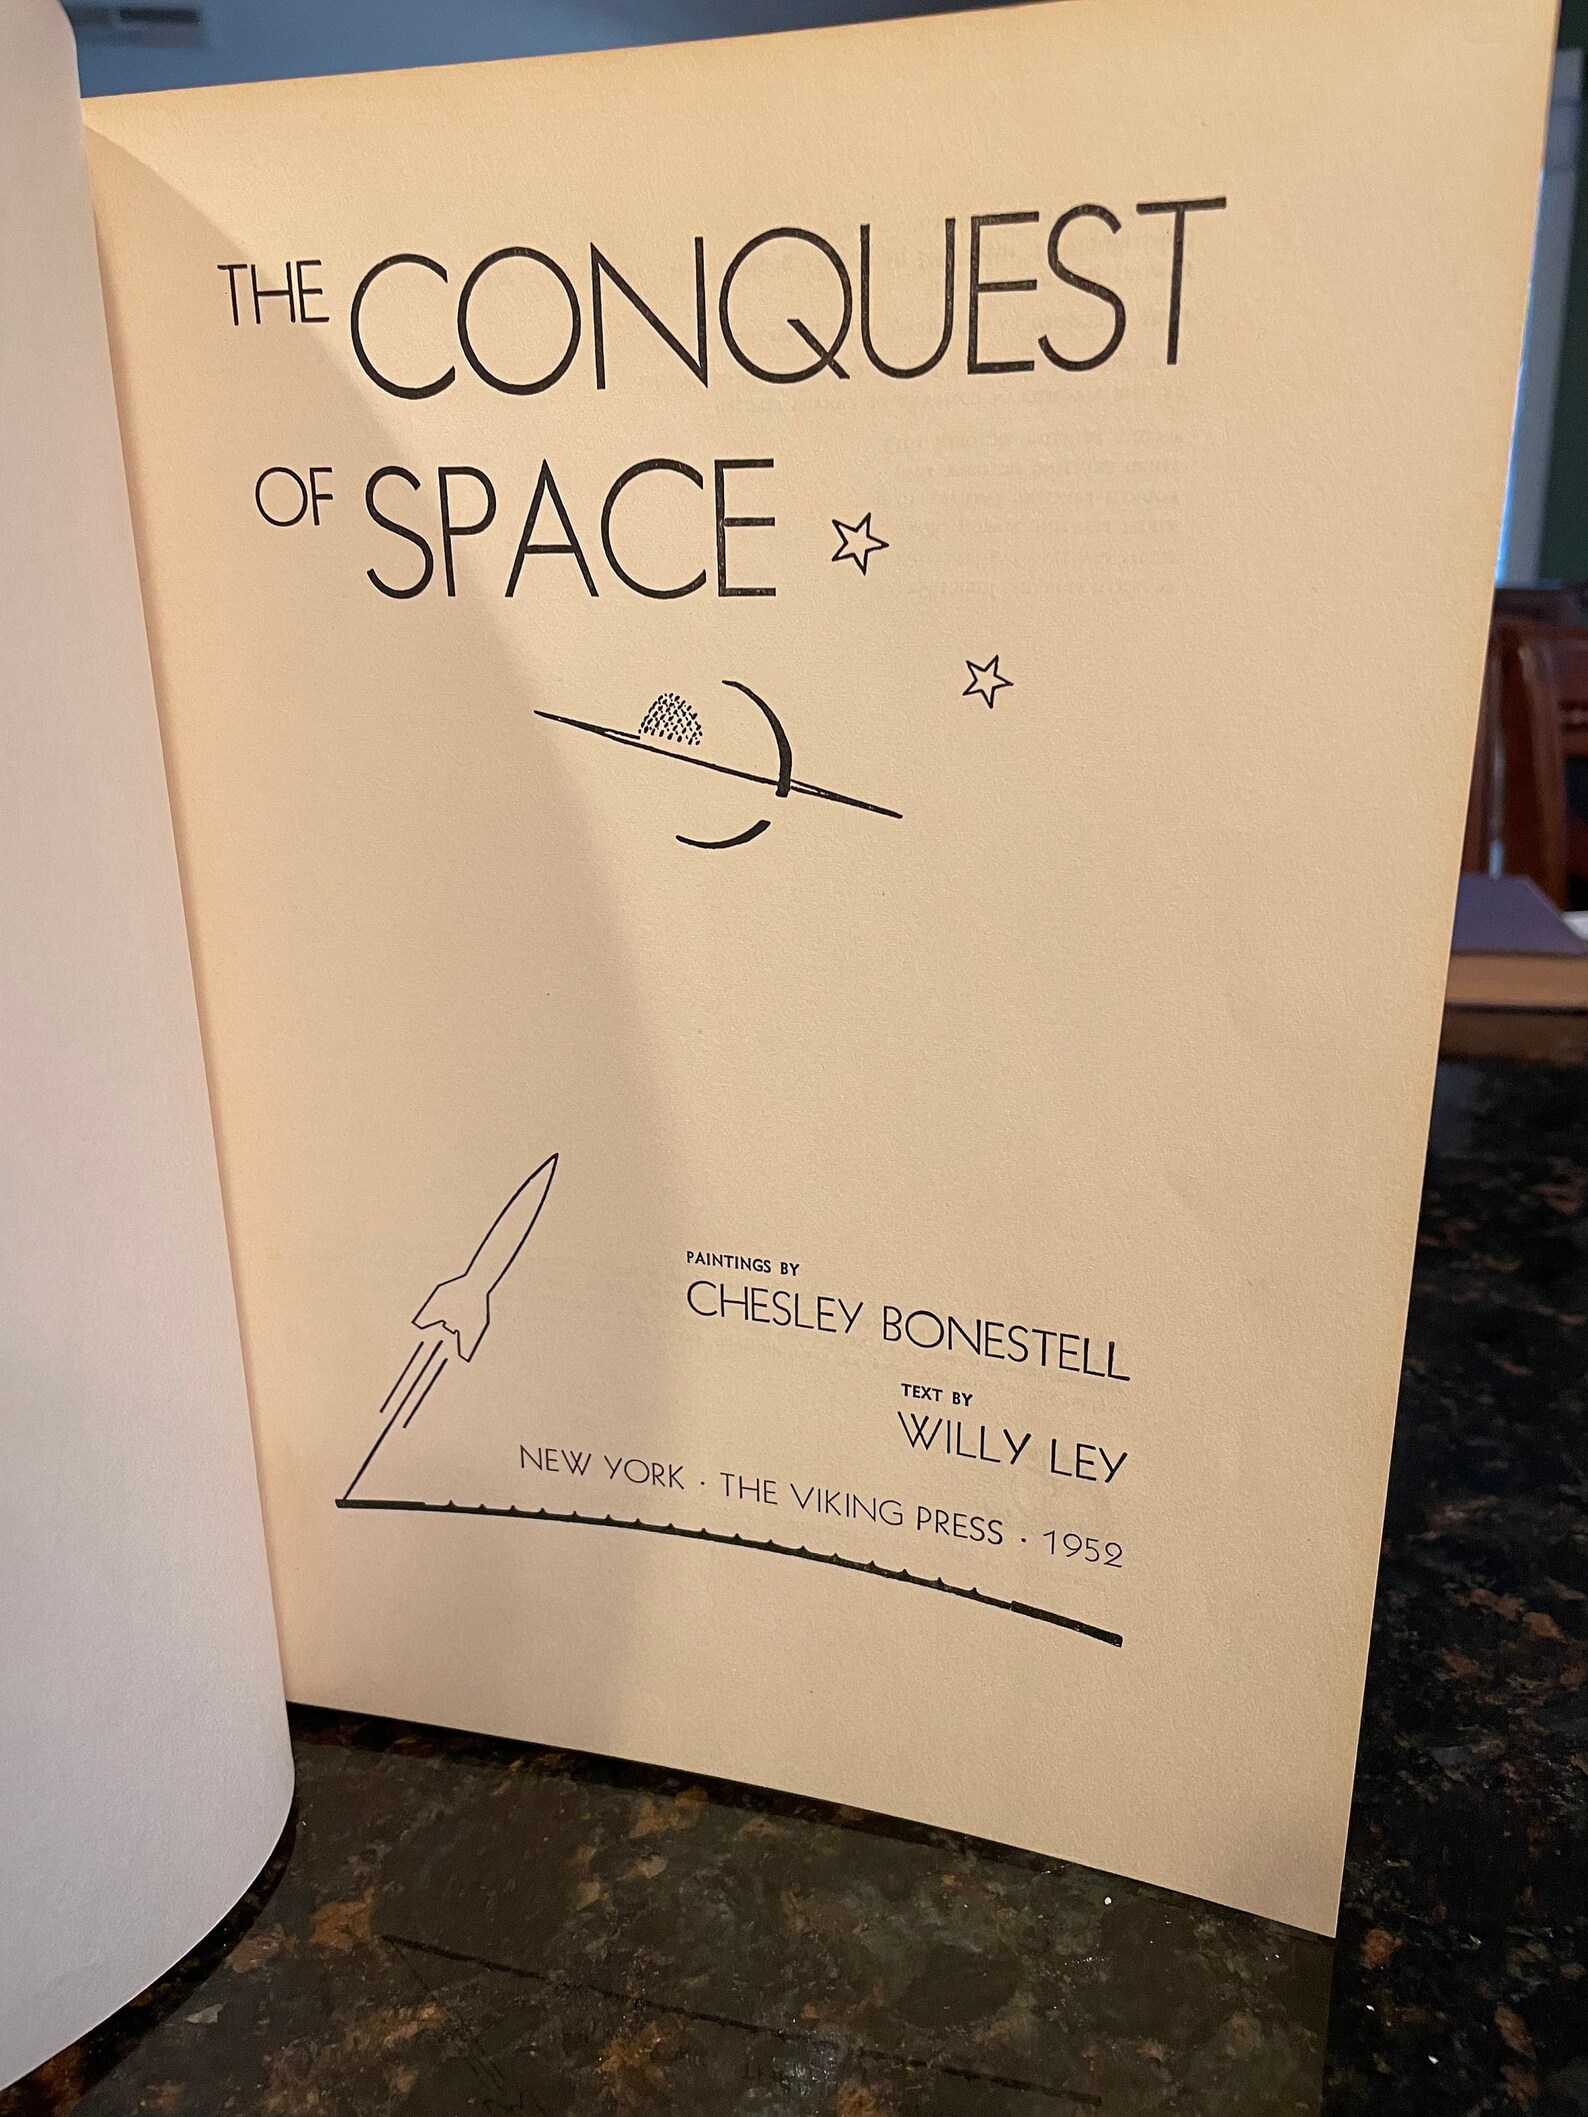 THE CONQUEST
OF SPACE
PAINTINGS BY
CHESLEY BONESTELL
TEXT BY
WILLY LEY
NEW YORK · THE VIKING PRESS · 1952